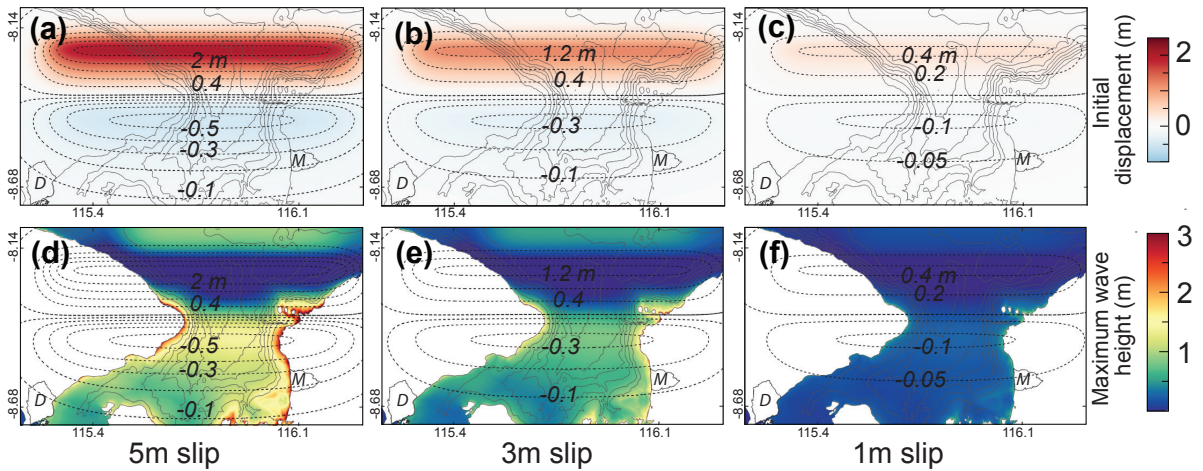 (a)
-8.14
2 m
0.4
-0.5
-0.3
-0.1
D
M
-8.68
115.4
116.1
(b)
1.2 m
0.4
-0.3
-0.1
D
M
-8.68
115.4
116.1
(c)
0.4 m
0.2
-0.1
-0.05
D
M
-8.68
115.4
116.1
2
1
0
Initial
displacement (m)
(d)
-8.14
2 m
0.4
-0.5
-0.3
-0.1
D
M
-8.68
115.4
116.1
5m slip
(e)
-8.14
1.2 m
0.4
-0.3
-0.1
D
M
-8.68
115.4
116.1
3m slip
(f)
-8.14
0.4 m
0.2
-0.1
-0.05
D
M
-8.68
115.4
116.1
1m slip
3
2
1
Maximum wave
height (m)